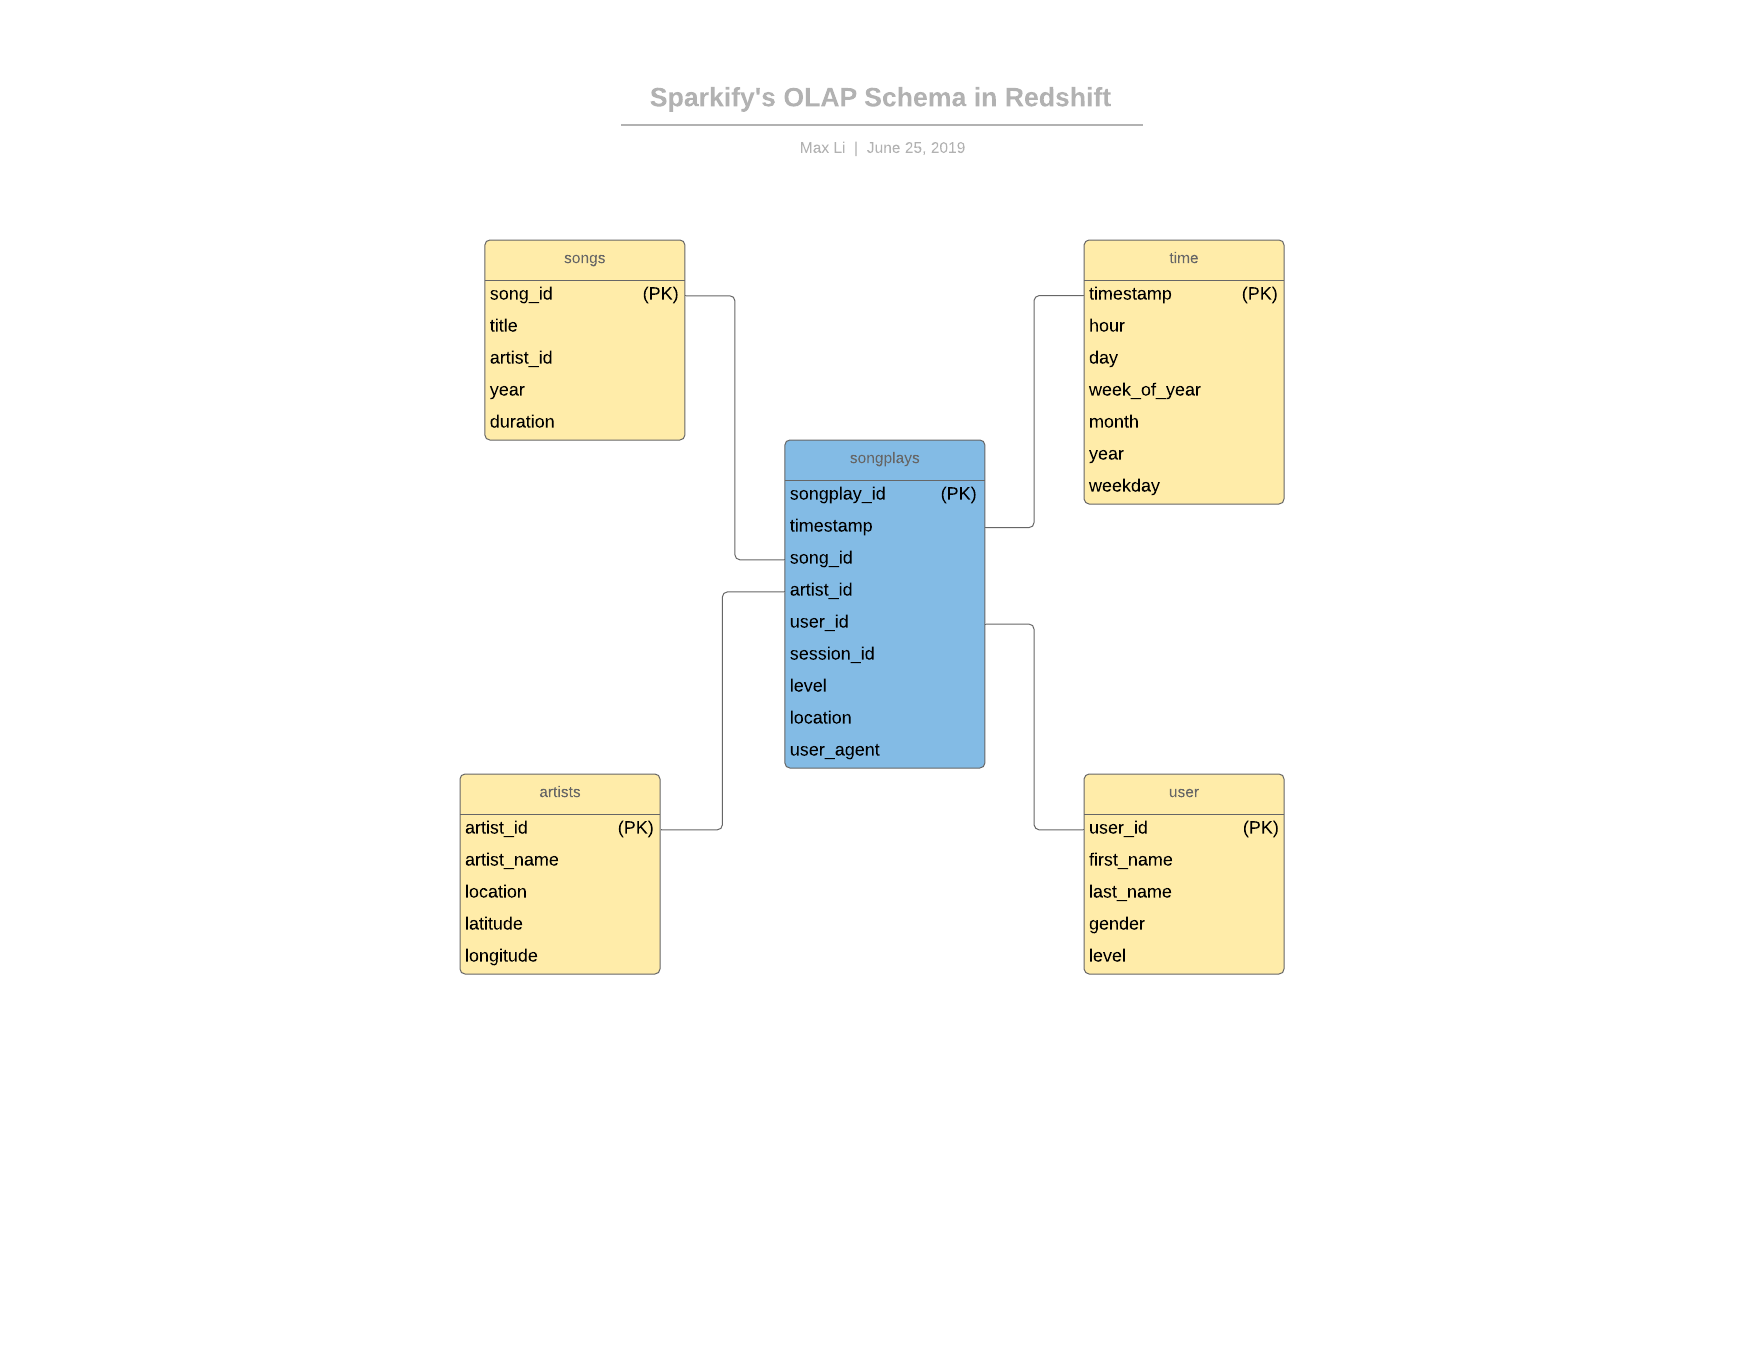 Sparkify's OLAP Schema in Redshift
Max Li | June 25, 2019
songs
song_id (PK)
title
artist_id
year
duration
time
timestamp (PK)
hour
day
week_of_year
month
year
weekday
songplays
songplay_id (PK)
timestamp
song_id
artist_id
user_id
session_id
level
location
user_agent
artists
artist_id (PK)
artist_name
location
latitude
longitude
user
user_id (PK)
first_name
last_name
gender
level